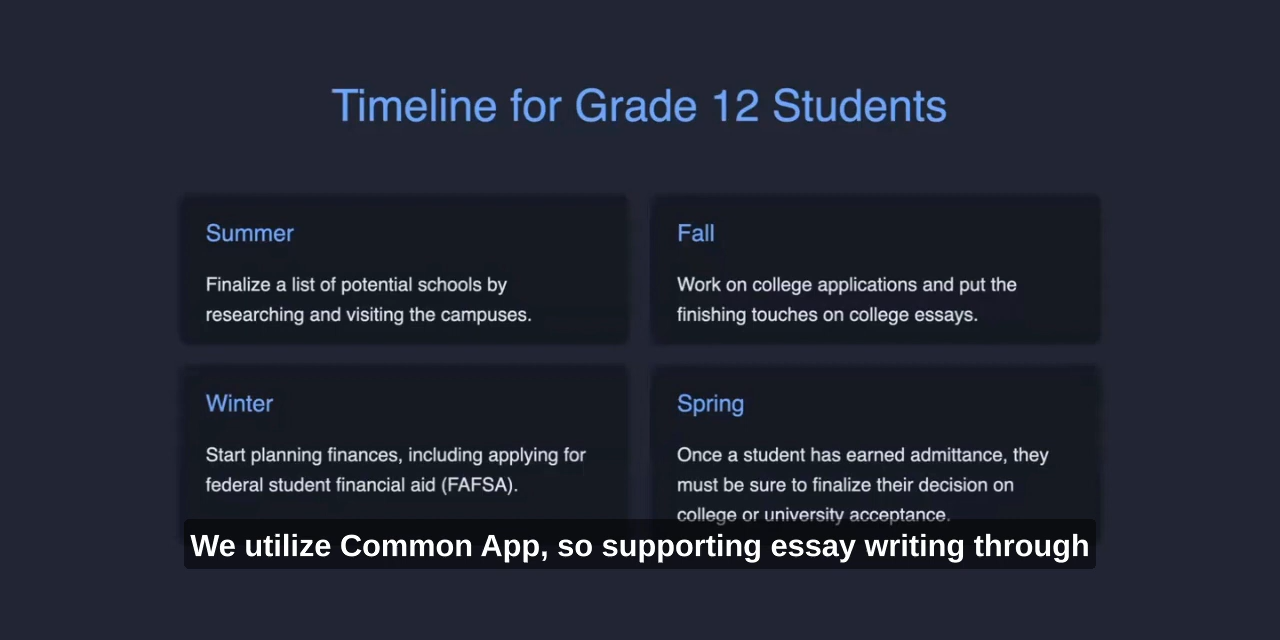 Timeline for Grade 12 Students
Summer
Finalize a list of potential schools by
researching and visiting the campuses.
Fall
Work on college applications and put the
finishing touches on college essays.
Winter
Start planning finances, including applying for
federal student financial aid (FAFSA).
Spring
Once a student has earned admittance, they
must be sure to finalize their decision on
college or university acceptance.
We utilize Common App, so supporting essay writing through